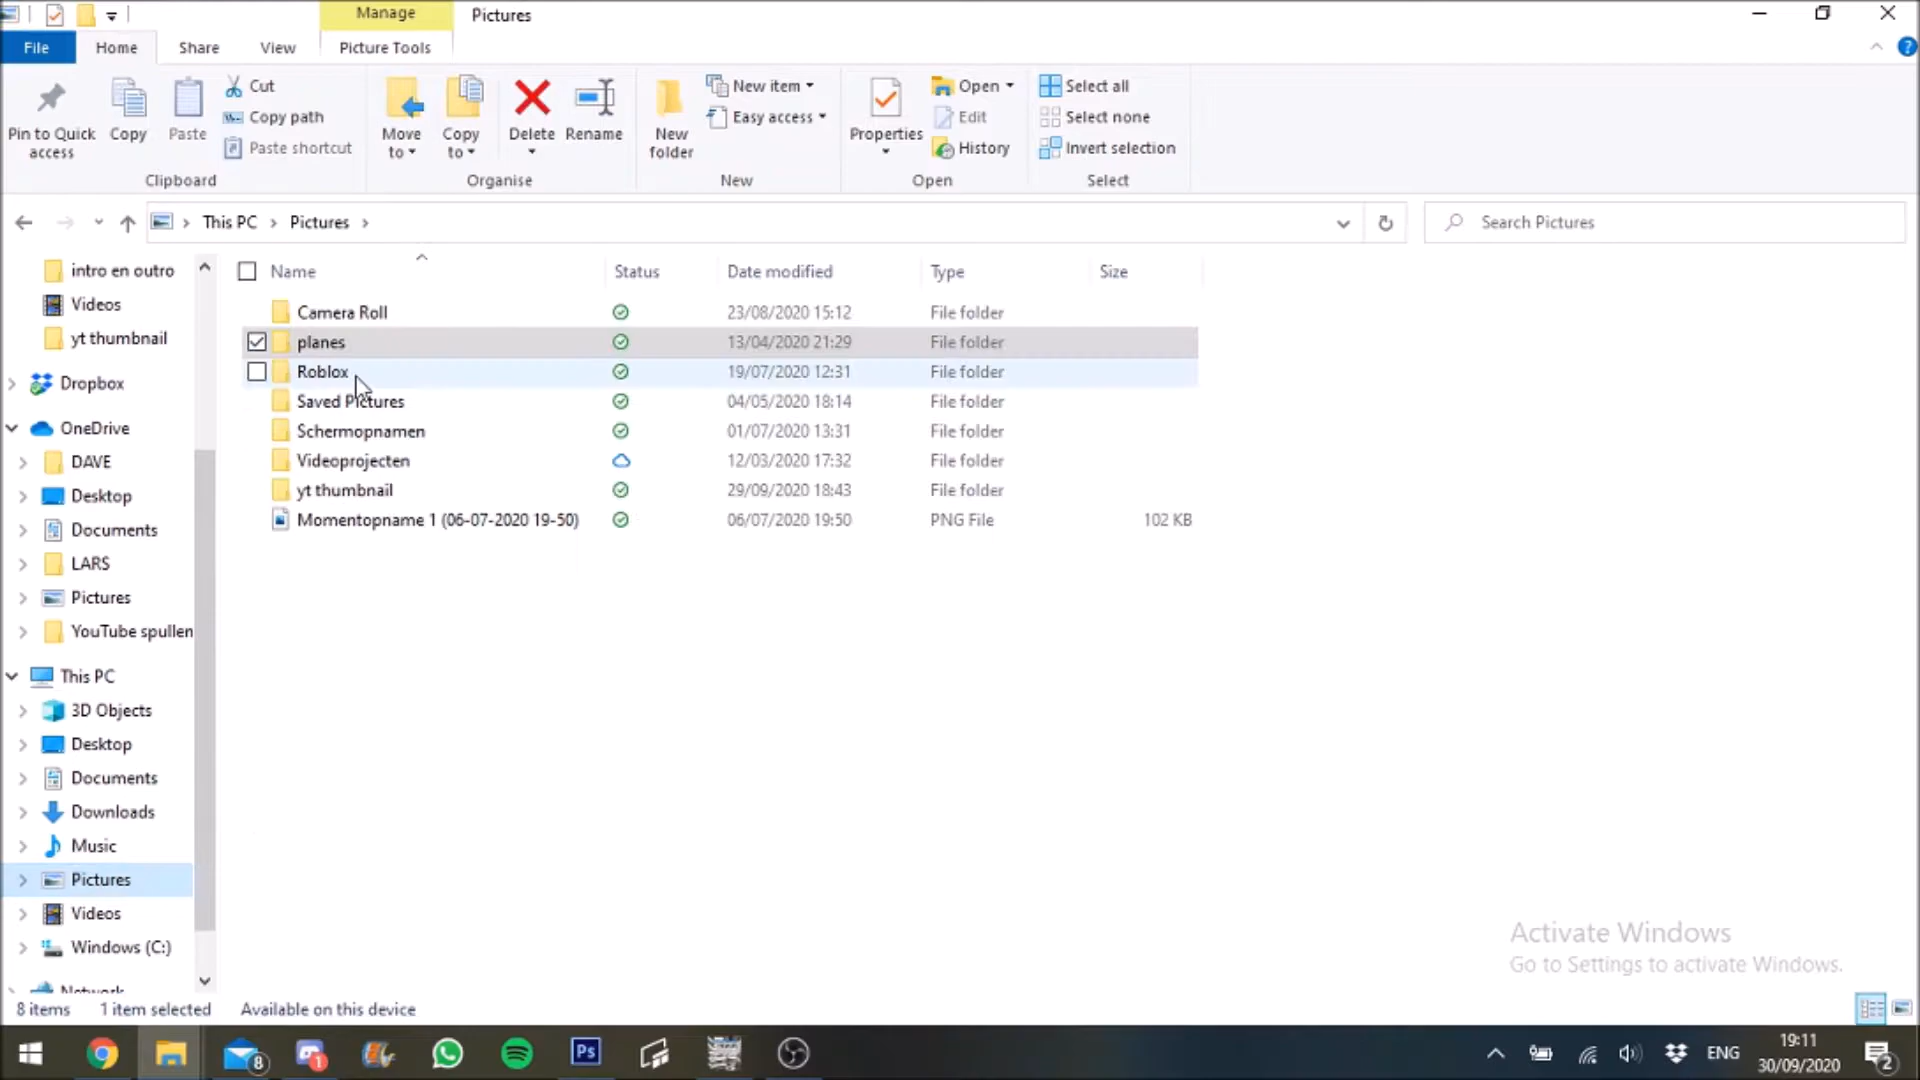 Manage
Pictures
File
Home
Share
View
Picture Tools
Pin to Quick access
Copy
Paste
Cut
Copy path
Paste shortcut
Clipboard
Move to
Copy to
Delete
Rename
Organise
New folder
New item
Easy access
New
Properties
Open
Edit
History
Open
Select all
Select none
Invert selection
Select
This PC
Pictures
Search Pictures
intro en outro
Videos
yt thumbnail
Dropbox
OneDrive
DAVE
Desktop
Documents
LARS
Pictures
YouTube spullen
This PC
3D Objects
Desktop
Documents
Downloads
Music
Pictures
Videos
Windows (C:)
Network
Name Status Date modified Type Size
Camera Roll 23/08/2020 15:12 File folder
planes 13/04/2020 21:29 File folder
Roblox 19/07/2020 12:31 File folder
Saved Pictures 04/05/2020 18:14 File folder
Schermopnamen 01/07/2020 13:31 File folder
Videoprojecten 12/03/2020 17:32 File folder
yt thumbnail 29/09/2020 18:43 File folder
Momentopname 1 (06-07-2020 19-50) 06/07/2020 19:50 PNG File 102 KB
Activate Windows
Go to Settings to activate Windows.
8 items 1 item selected Available on this device
8
1
Ps
ENG
19:11
30/09/2020
2